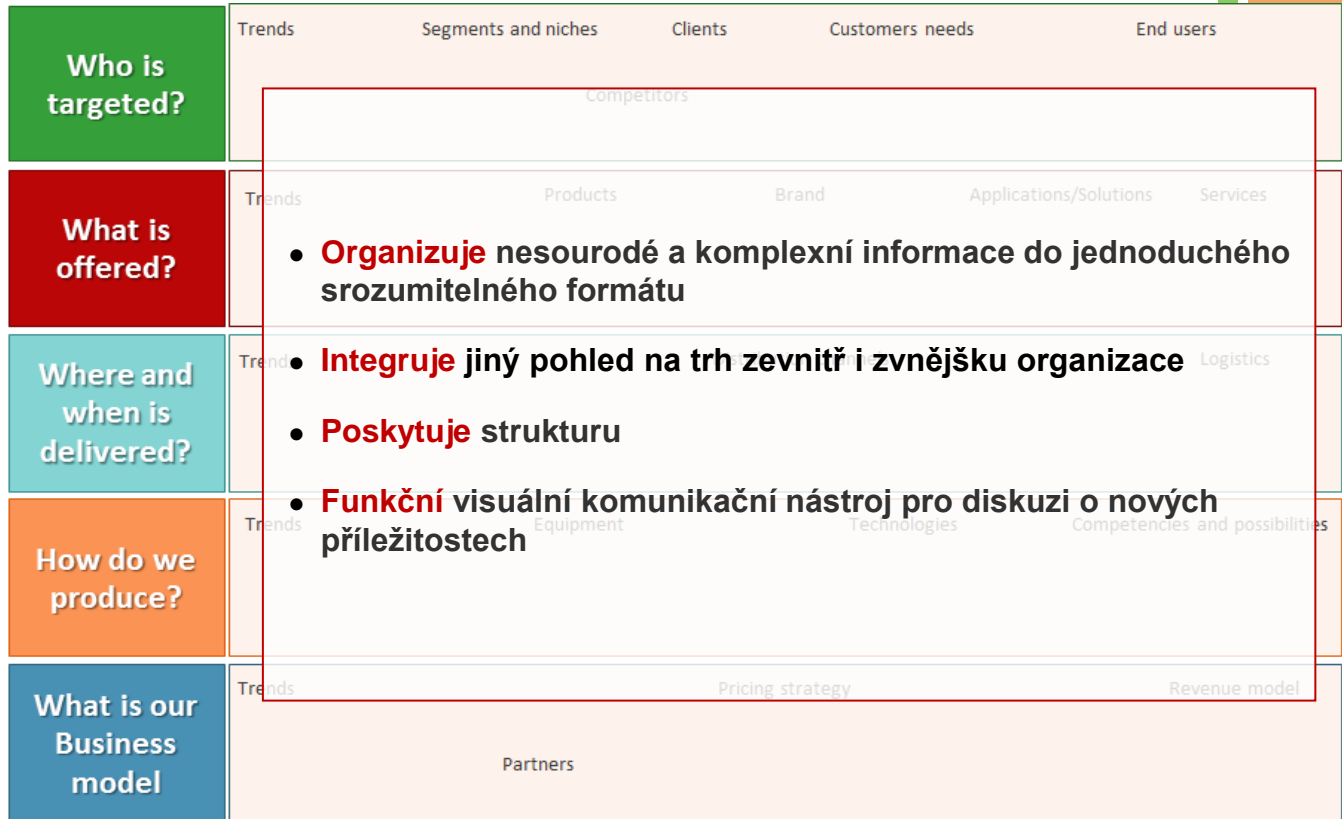 Who is
targeted?
Trends Segments and niches Clients Customers needs End users
Competitors
What is
offered?
Trends Products Brand Applications/Solutions Services
• Organizuje nesourodé a komplexní informace do jednoduchého
srozumitelného formátu
Where and
when is
delivered?
Trends Logistics
• Integruje jiný pohled na trh zevnitř i zvnějšku organizace
• Poskytuje strukturu
How do we
produce?
Trends Equipment Technologies Competencies and possibilities
• Funkční visuální komunikační nástroj pro diskuzi o nových
příležitostech
What is our
Business
model
Trends Pricing strategy Revenue model
Partners